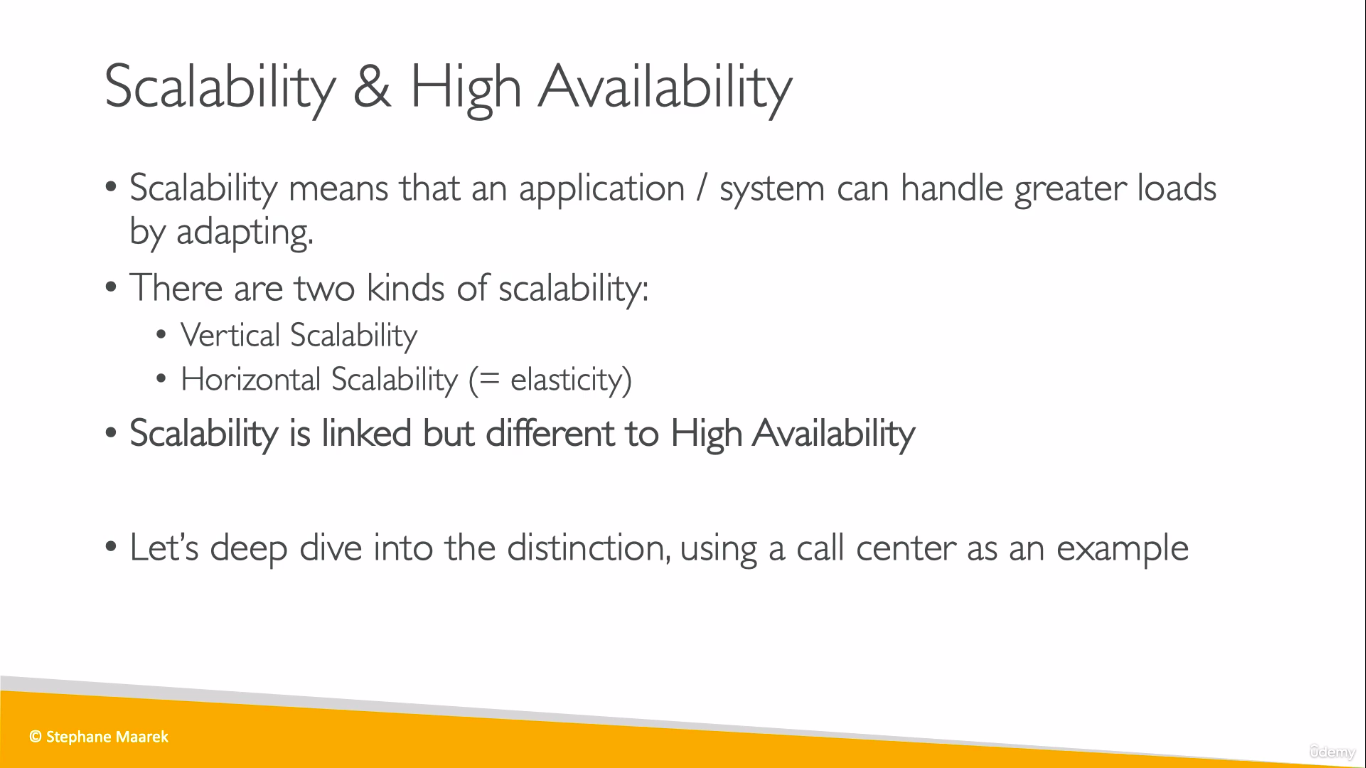 Scalability & High Availability
• Scalability means that an application / system can handle greater loads
by adapting.
• There are two kinds of scalability:
• Vertical Scalability
• Horizontal Scalability (= elasticity)
• Scalability is linked but different to High Availability
• Let’s deep dive into the distinction, using a call center as an example
© Stephane Maarek
ûdemy